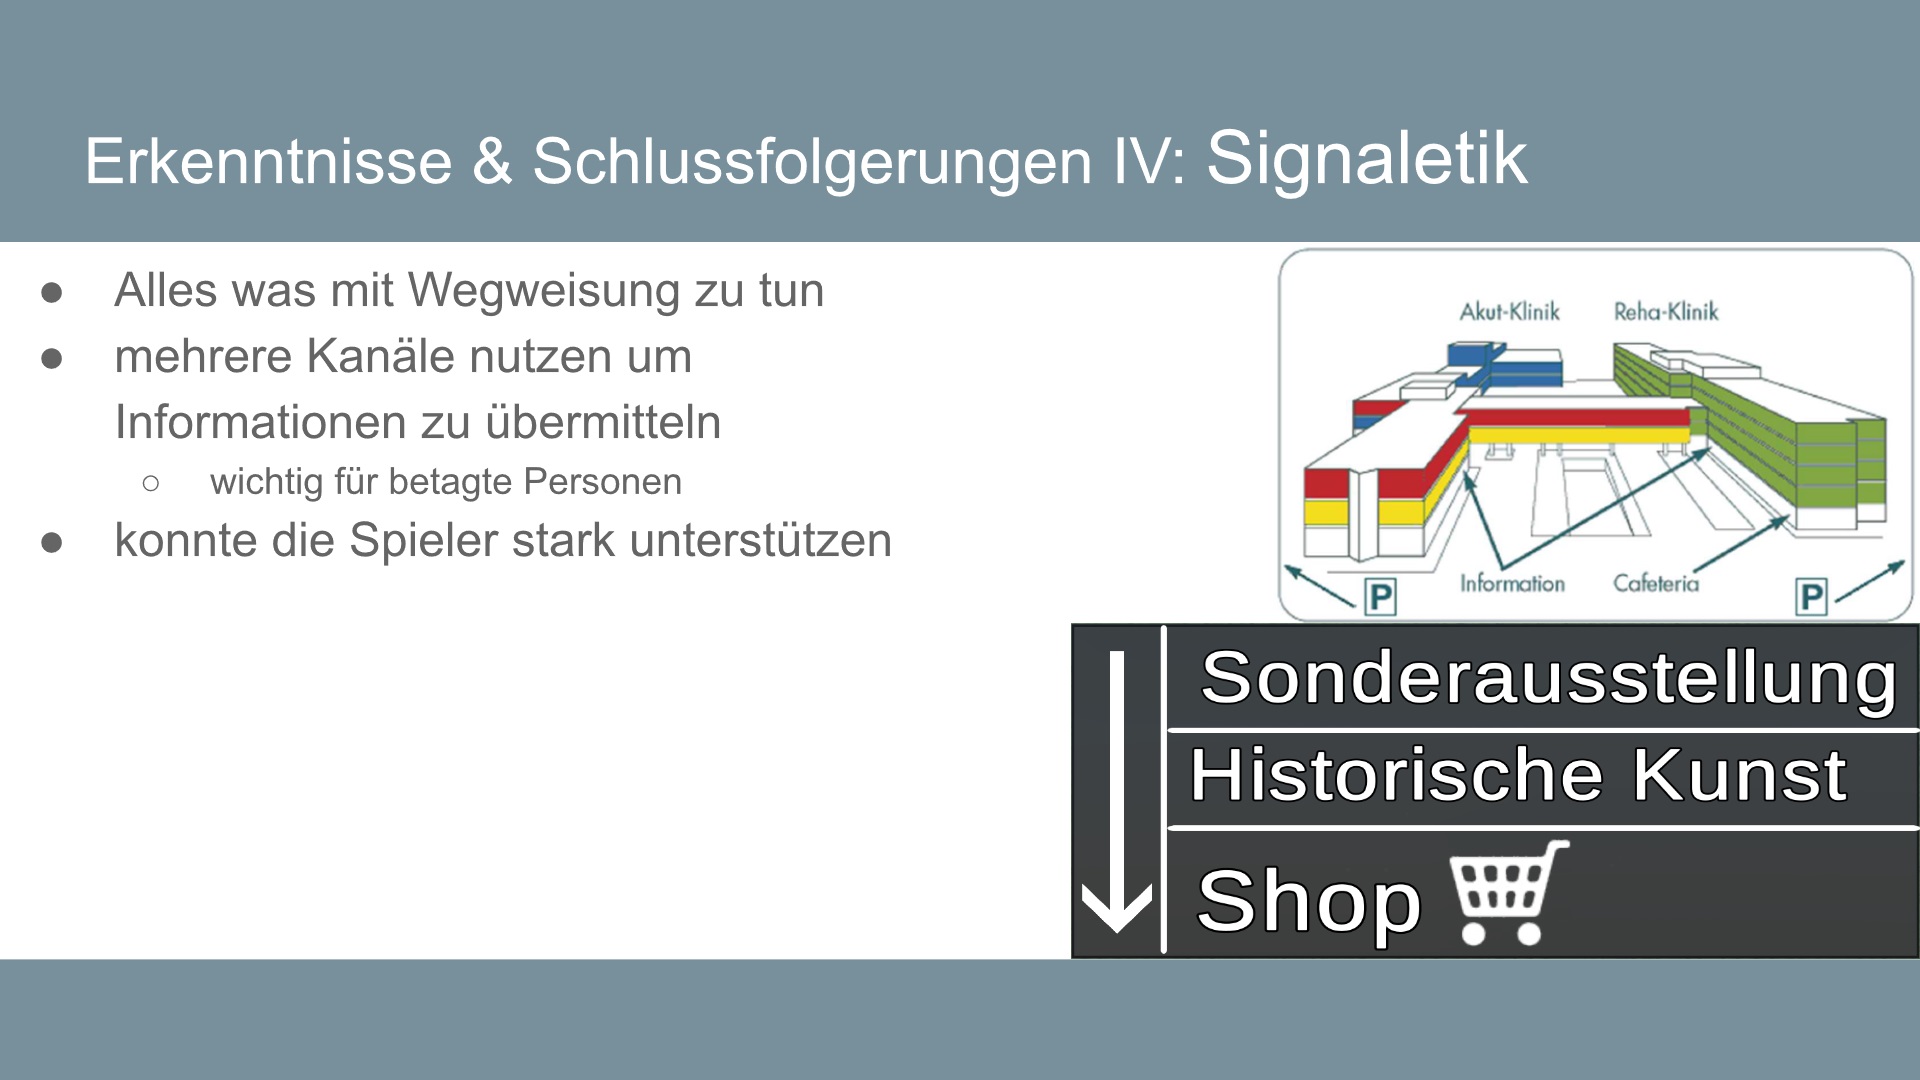 Erkenntnisse & Schlussfolgerungen IV: Signaletik
● Alles was mit Wegweisung zu tun
● mehrere Kanäle nutzen um
Informationen zu übermitteln
○ wichtig für betagte Personen
● konnte die Spieler stark unterstützen
Akut-Klinik Reha-Klinik
Information Cafeteria
P P
Sonderausstellung
Historische Kunst
Shop